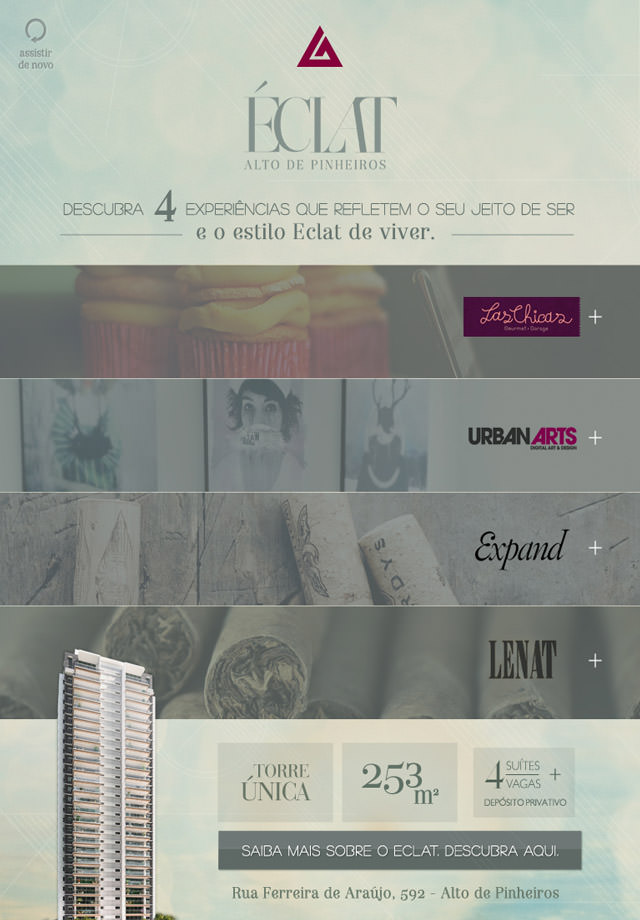 assistir
de novo
ÉCLAT
ALTO DE PINHEIROS
DESCUBRA 4 EXPERIÊNCIAS QUE REFLETEM O SEU JEITO DE SER
e o estilo Eclat de viver.
Las Chicas
Gourmet & Garage
+
URBAN ARTS
DIGITAL ART & DESIGN
+
Expand
+
LENAT
+
TORRE
ÚNICA
253 m²
4 SUÍTES
VAGAS +
DEPÓSITO PRIVATIVO
SAIBA MAIS SOBRE O ECLAT. DESCUBRA AQUI.
Rua Ferreira de Araújo, 592 - Alto de Pinheiros